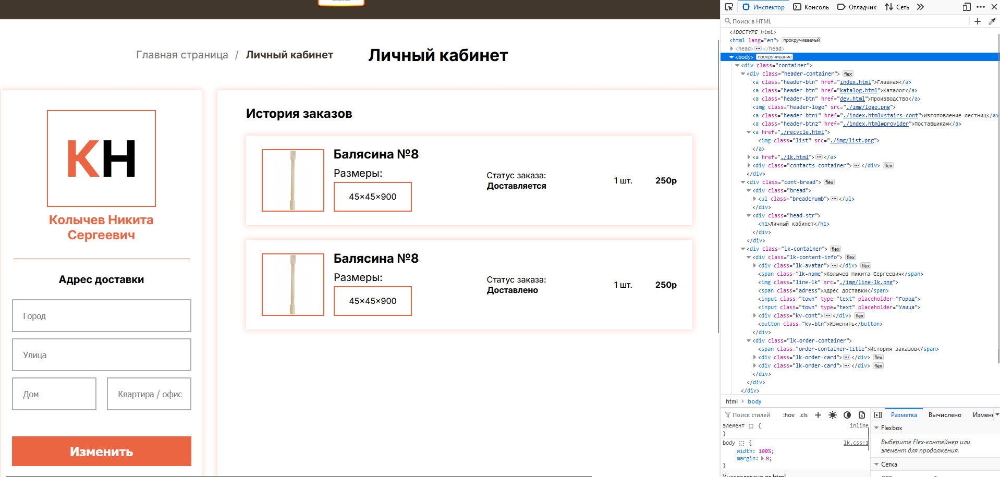 Главная страница / Личный кабинет
Личный кабинет
КН
Колычев Никита
Сергеевич
Адрес доставки
Город
Улица
Дом
Квартира / офис
Изменить
История заказов
Балясина №8
Размеры:
45×45×900
Статус заказа:
Доставляется
1 шт.
250р
Балясина №8
Размеры:
45×45×900
Статус заказа:
Доставлено
1 шт.
250р
Инспектор
Консоль
Отладчик
Сеть
Поиск в HTML
<!DOCTYPE html>
<html lang="en"> прокручиваемый
<head> ••• </head>
<body> прокручивание
<div class="container">
<div class="header-container"> flex
<a class="header-btn" href="index.html">Главная</a>
<a class="header-btn" href="katalog.html">Каталог</a>
<a class="header-btn" href="dev.html">Производство</a>
<img class="header-logo" src="./img/logo.png">
<a class="header-btn1" href="./index.html#stairs-cont">Изготовление лестниц</a>
<a class="header-btn2" href="./index.html#provider">Поставщикам</a>
<a href="./recycle.html">
<img class="list" src="./img/list.png">
</a>
<a href="./lk.html"> ••• </a>
<div class="contacts-container"> ••• </div> flex
</div>
<div class="cont-bread"> flex
<div class="bread">
<ul class="breadcrumb"> ••• </ul>
</div>
<div class="head-str">
<h1>Личный кабинет</h1>
</div>
</div>
<div class="lk-container"> flex
<div class="lk-content-info"> flex
<div class="lk-avatar"> ••• </div> flex
<span class="lk-name">Колычев Никита Сергеевич</span>
<img class="line-lk" src="./img/line-lk.png">
<span class="adress">Адрес доставки</span>
<input class="town" type="text" placeholder="Город">
<input class="town" type="text" placeholder="Улица">
<div class="kv-cont"> ••• </div> flex
<button class="kv-btn">Изменить</button>
</div>
<div class="lk-order-container">
<span class="order-container-title">История заказов</span>
<div class="lk-order-card"> ••• </div> flex
<div class="lk-order-card"> ••• </div> flex
</div>
</div>
</div>
html > body
Поиск стилей
:hov .cls
элемент { inline
}
body { lk.css:1
width: 100%;
margin: 0;
}
Унаследовано от html
Разметка
Вычислено
Измене
Flexbox
Выберите Flex-контейнер или
элемент для продолжения.
Сетка